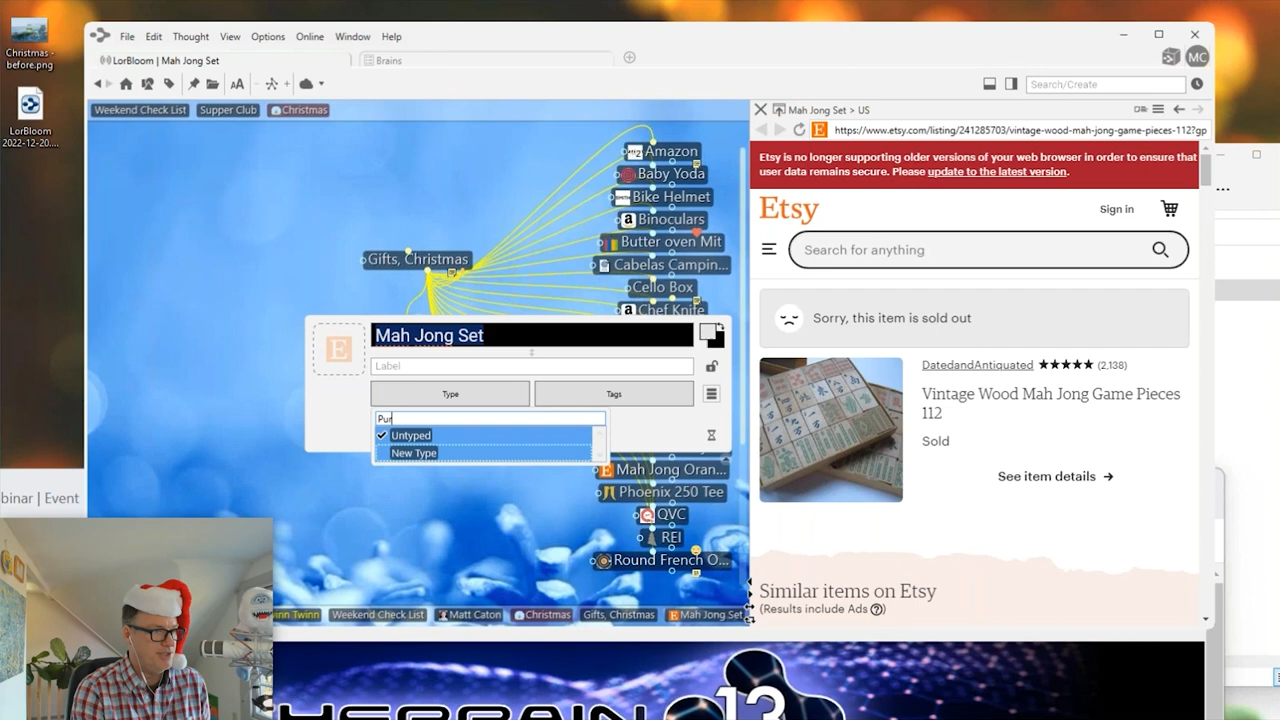 Christmas -
before.png
LorBloom
2022-12-20....
File Edit Thought View Options Online Window Help
LorBloom | Mah Jong Set
Brains
MC
AA
Search/Create
Weekend Check List
Supper Club
Christmas
Mah Jong Set > US
https://www.etsy.com/listing/241285703/vintage-wood-mah-jong-game-pieces-112?gp
Etsy is no longer supporting older versions of your web browser in order to ensure that
user data remains secure. Please update to the latest version.
Etsy
Sign in
Search for anything
Sorry, this item is sold out
DatedandAntiquated ★★★★★ (2,138)
Vintage Wood Mah Jong Game Pieces
112
Sold
See item details →
Similar items on Etsy
(Results include Ads ?)
Gifts, Christmas
Amazon
Baby Yoda
Bike Helmet
Binoculars
Butter oven Mit
Cabelas Campin...
Cello Box
Chef Knife
E
Mah Jong Set
Label
Type
Tags
Pur
Untyped
New Type
Mah Jong Oran...
Phoenix 250 Tee
QVC
REI
Round French O...
inn Twinn
Weekend Check List
Matt Caton
Christmas
Gifts, Christmas
Mah Jong Set
binar | Event
13